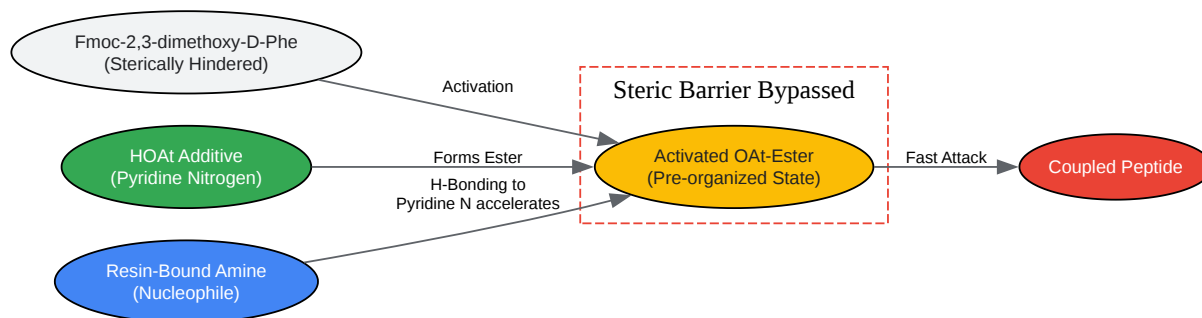 Fmoc-2,3-dimethoxy-D-Phe
(Sterically Hindered)
Activation
Steric Barrier Bypassed
HOAt Additive
(Pyridine Nitrogen)
Forms Ester
H-Bonding to
Pyridine N accelerates
Activated OAt-Ester
(Pre-organized State)
Fast Attack
Coupled Peptide
Resin-Bound Amine
(Nucleophile)